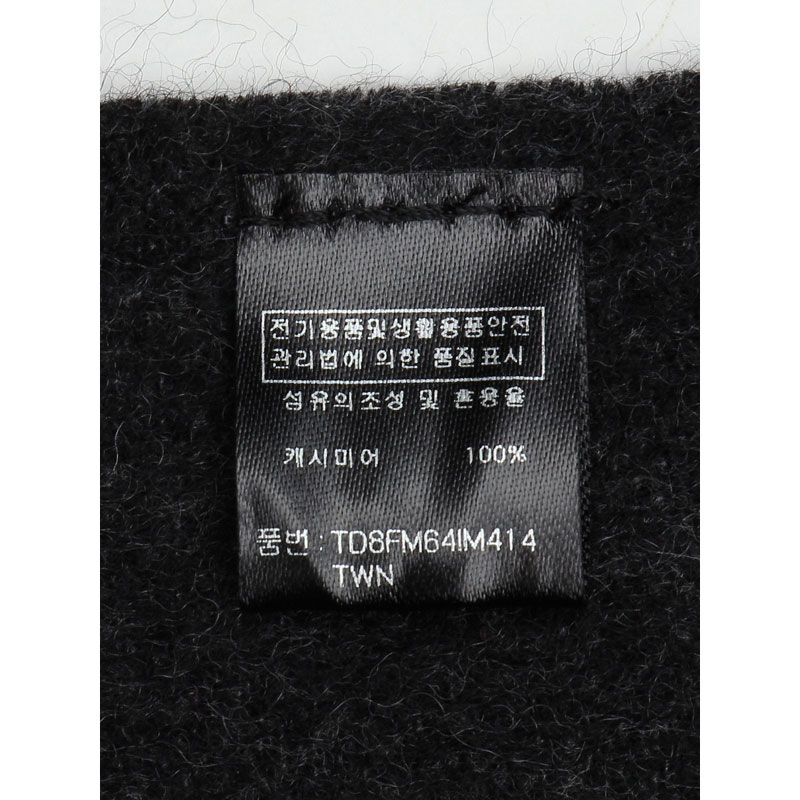 전기용품및생활용품안전
관리법에 의한 품질표시
섬유의조성 및 혼용율
캐시미어 100%
품번 : TD8FM64IM414
TWN